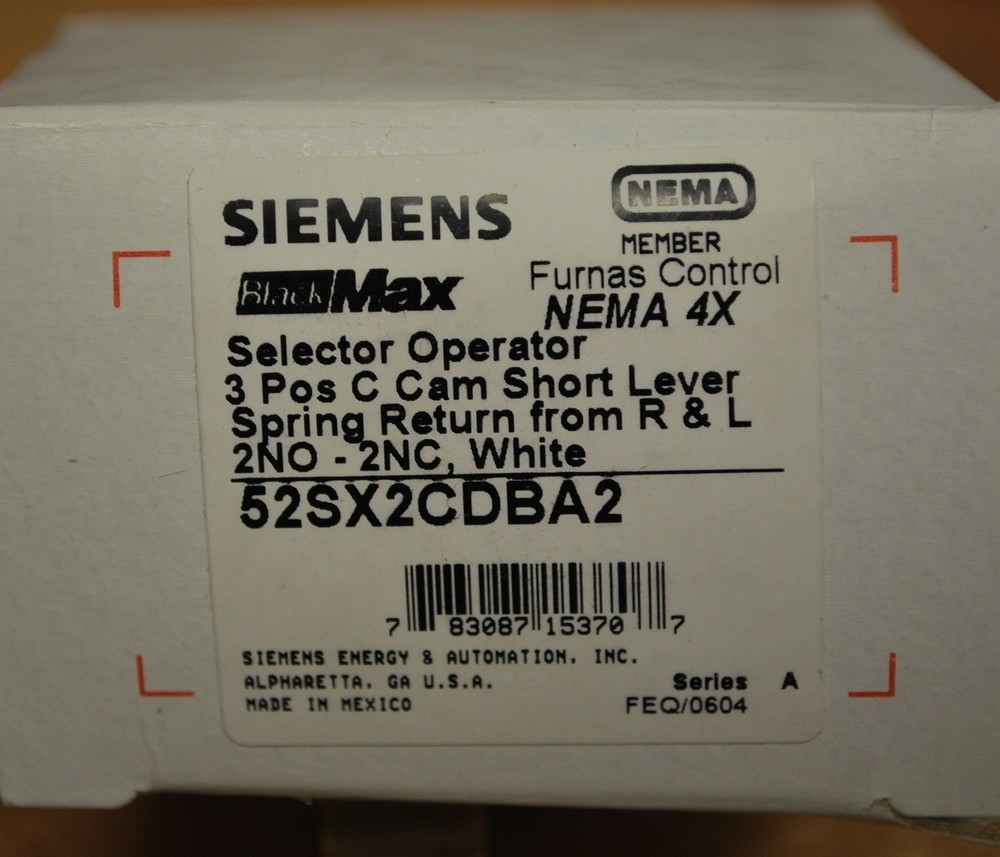 SIEMENS
NEMA
MEMBER
BlackMax
Furnas Control
NEMA 4X
Selector Operator
3 Pos C Cam Short Lever
Spring Return from R & L
2NO - 2NC, White
52SX2CDBA2
7 83087 15370 7
SIEMENS ENERGY & AUTOMATION, INC.
ALPHARETTA, GA U.S.A.
MADE IN MEXICO
Series A
FEQ/0604